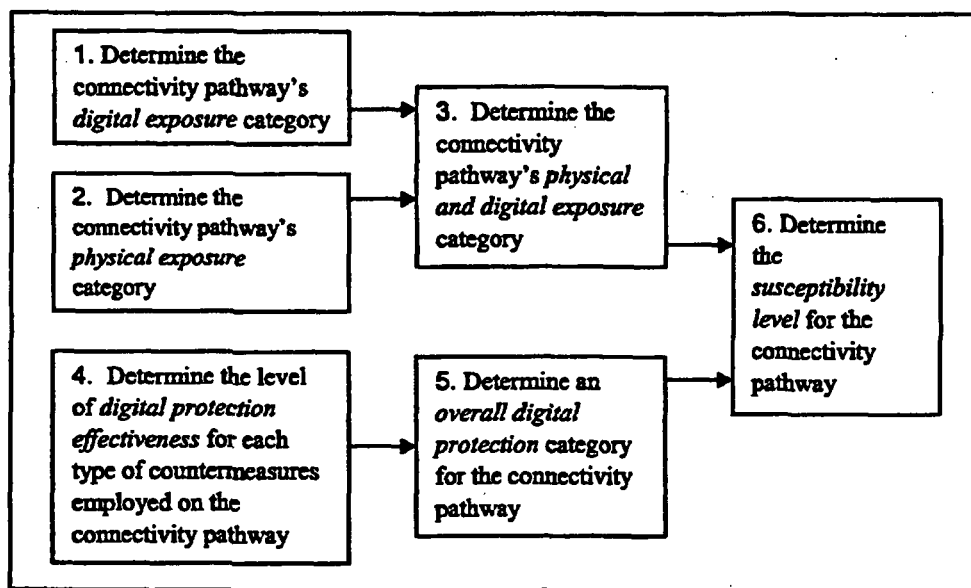 1. Determine the
connectivity pathway's
digital exposure category
2. Determine the
connectivity pathway's
physical exposure
category
3. Determine the
connectivity
pathway's physical
and digital exposure
category
4. Determine the level
of digital protection
effectiveness for each
type of countermeasures
employed on the
connectivity pathway
5. Determine an
overall digital
protection category
for the connectivity
pathway
6. Determine
the
susceptibility
level for the
connectivity
pathway